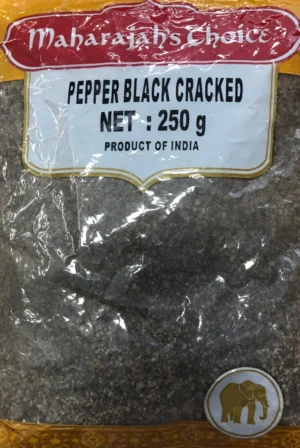 Maharajah's Choice
PEPPER BLACK CRACKED
NET : 250 g
PRODUCT OF INDIA